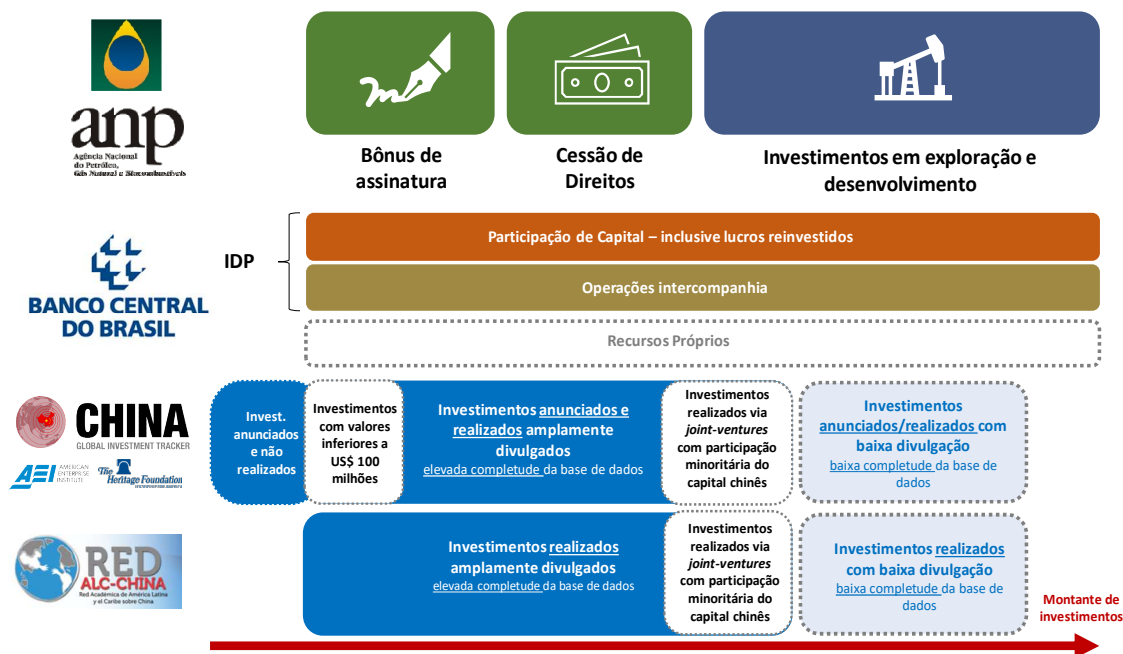 anp
Agência Nacional
do Petróleo,
Gás Natural e Biocombustíveis
Bônus de
assinatura
Cessão de
Direitos
Investimentos em exploração e
desenvolvimento
BANCO CENTRAL
DO BRASIL
IDP
Participação de Capital – inclusive lucros reinvestidos
Operações intercompanhia
Recursos Próprios
CHINA
GLOBAL INVESTMENT TRACKER
AEI
AMERICAN
ENTERPRISE
INSTITUTE
The
Heritage Foundation
Invest.
anunciados
e não
realizados
Investimentos
com valores
inferiores a
US$ 100
milhões
Investimentos anunciados e
realizados amplamente
divulgados
elevada completude da base de dados
Investimentos
realizados via
joint-ventures
com participação
minoritária do
capital chinês
Investimentos
anunciados/realizados com
baixa divulgação
baixa completude da base de
dados
RED
ALC-CHINA
Red Académica de América Latina
y el Caribe sobre China
Investimentos realizados
amplamente divulgados
elevada completude da base de dados
Investimentos
realizados via
joint-ventures
com participação
minoritária do
capital chinês
Investimentos realizados
com baixa divulgação
baixa completude da base de
dados
Montante de
investimentos